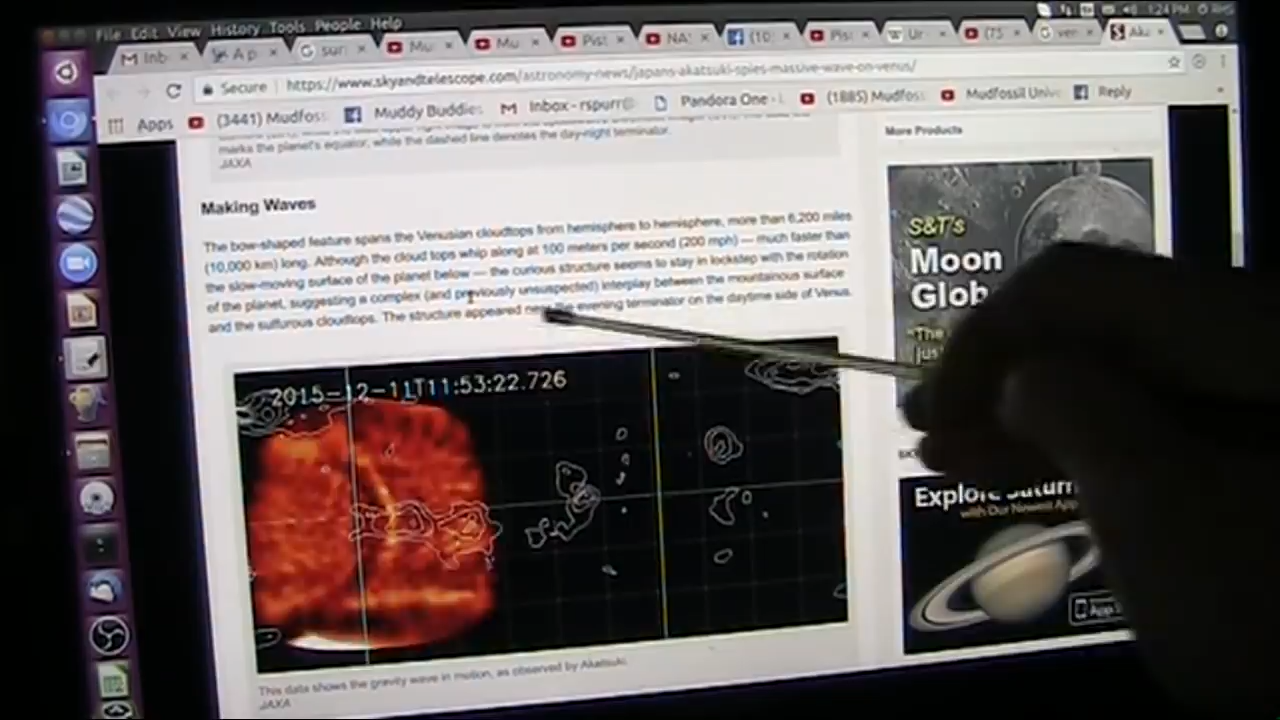 File Edit View History Tools People Help
1:24 PM
Secure https://www.skyandtelescope.com/astronomy-news/japans-akatsuki-spies-massive-wave-on-venus/
Apps (3441) Mudfoss Muddy Buddies Inbox - rspurr@ Pandora One - L (1885) Mudfoss Mudfossil Unive Reply
marks the planet's equator, while the dashed line denotes the day-night terminator.
JAXA
Making Waves
The bow-shaped feature spans the Venusian cloudtops from hemisphere to hemisphere, more than 6,200 miles
(10,000 km) long. Although the cloud tops whip along at 100 meters per second (200 mph) — much faster than
the slow-moving surface of the planet below — the curious structure seems to stay in lockstep with the rotation
of the planet, suggesting a complex (and previously unsuspected) interplay between the mountainous surface
and the sulfurous cloudtops. The structure appeared near the evening terminator on the daytime side of Venus.
2015-12-11T11:53:22.726
This data shows the gravity wave in motion, as observed by Akatsuki.
JAXA
More Products
S&T's
Moon
Glob
Explore Saturn
with Our Newest App
App